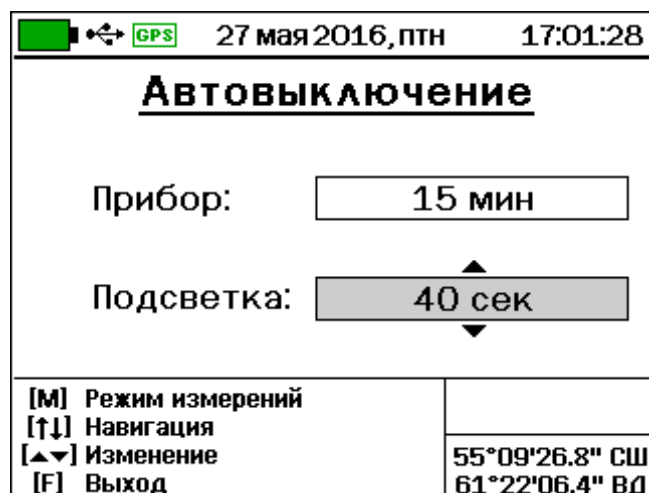 GPS 27 мая 2016, птн 17:01:28
Автовыключение
Прибор: 15 мин
Подсветка: 40 сек
[М] Режим измерений
[↑↓] Навигация
[▲▼] Изменение
[F] Выход
55°09'26.8" СШ
61°22'06.4" ВД